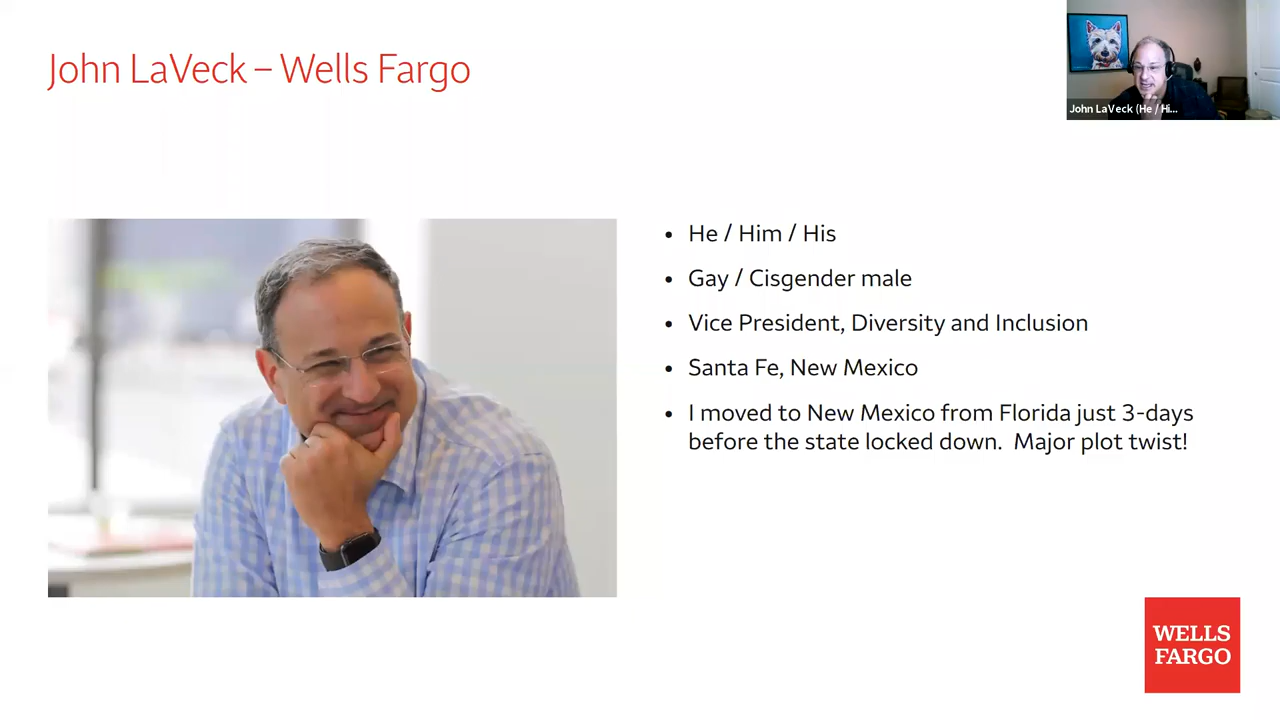 John LaVeck – Wells Fargo
John LaVeck (He / Hi...
• He / Him / His
• Gay / Cisgender male
• Vice President, Diversity and Inclusion
• Santa Fe, New Mexico
• I moved to New Mexico from Florida just 3-days
before the state locked down.  Major plot twist!
WELLS
FARGO